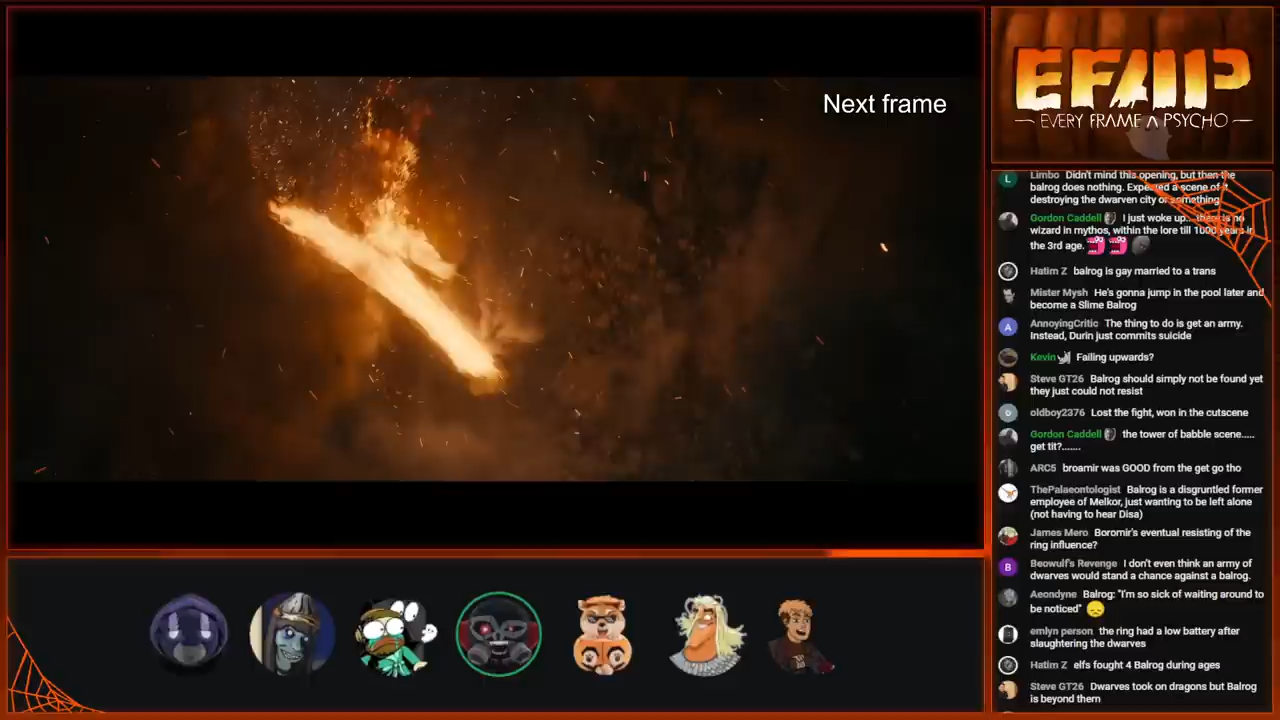 Next frame
EFAP
EVERY FRAME A PSYCHO
Limbo Didn't mind this opening, but then the
balrog does nothing. Expected a scene of it
destroying the dwarven city or something
Gordon Caddell I just woke up... there is no
wizard in mythos, within the lore till 1000 years in
the 3rd age.
Hatim Z balrog is gay married to a trans
Mister Mysh He's gonna jump in the pool later and
become a Slime Balrog
AnnoyingCritic The thing to do is get an army.
Instead, Durin just commits suicide
Kevin Failing upwards?
Steve GT26 Balrog should simply not be found yet
they just could not resist
oldboy2376 Lost the fight, won in the cutscene
Gordon Caddell the tower of babble scene.....
get tit?.......
ARC5 broamir was GOOD from the get go tho
ThePalaeontologist Balrog is a disgruntled former
employee of Melkor, just wanting to be left alone
(not having to hear Disa)
James Mero Boromir's eventual resisting of the
ring influence?
Beowulf's Revenge I don't even think an army of
dwarves would stand a chance against a balrog.
Aeondyne Balrog: "I'm so sick of waiting around to
be noticed"
emlyn person the ring had a low battery after
slaughtering the dwarves
Hatim Z elfs fought 4 Balrog during ages
Steve GT26 Dwarves took on dragons but Balrog
is beyond them